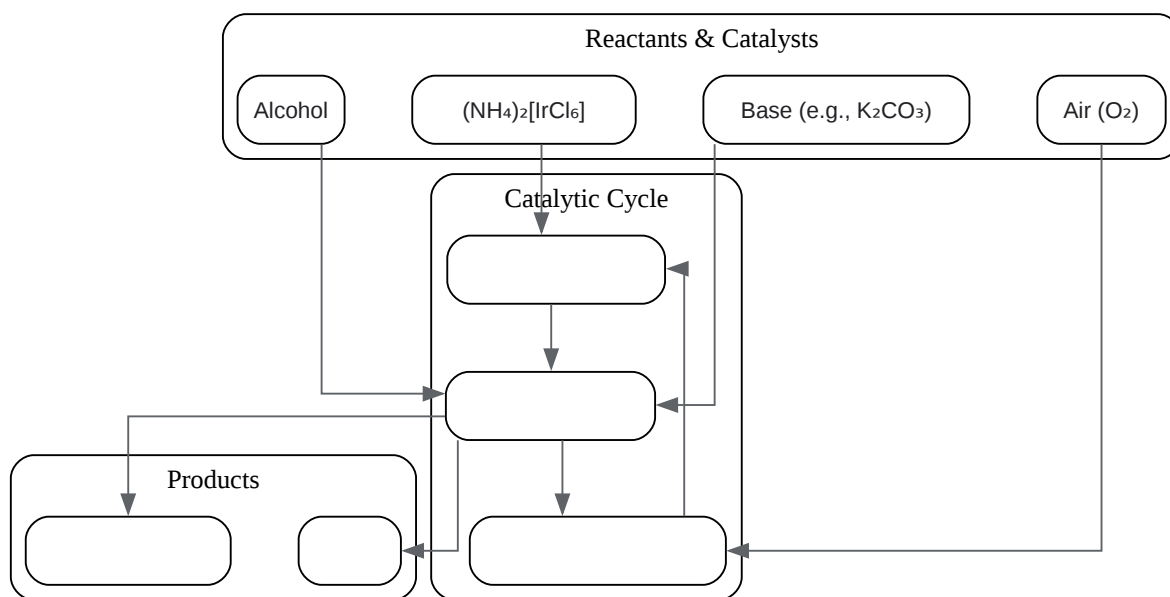 Reactants & Catalysts
Alcohol
(NH₄)₂[IrCl₆]
Base (e.g., K₂CO₃)
Air (O₂)
Catalytic Cycle
Products